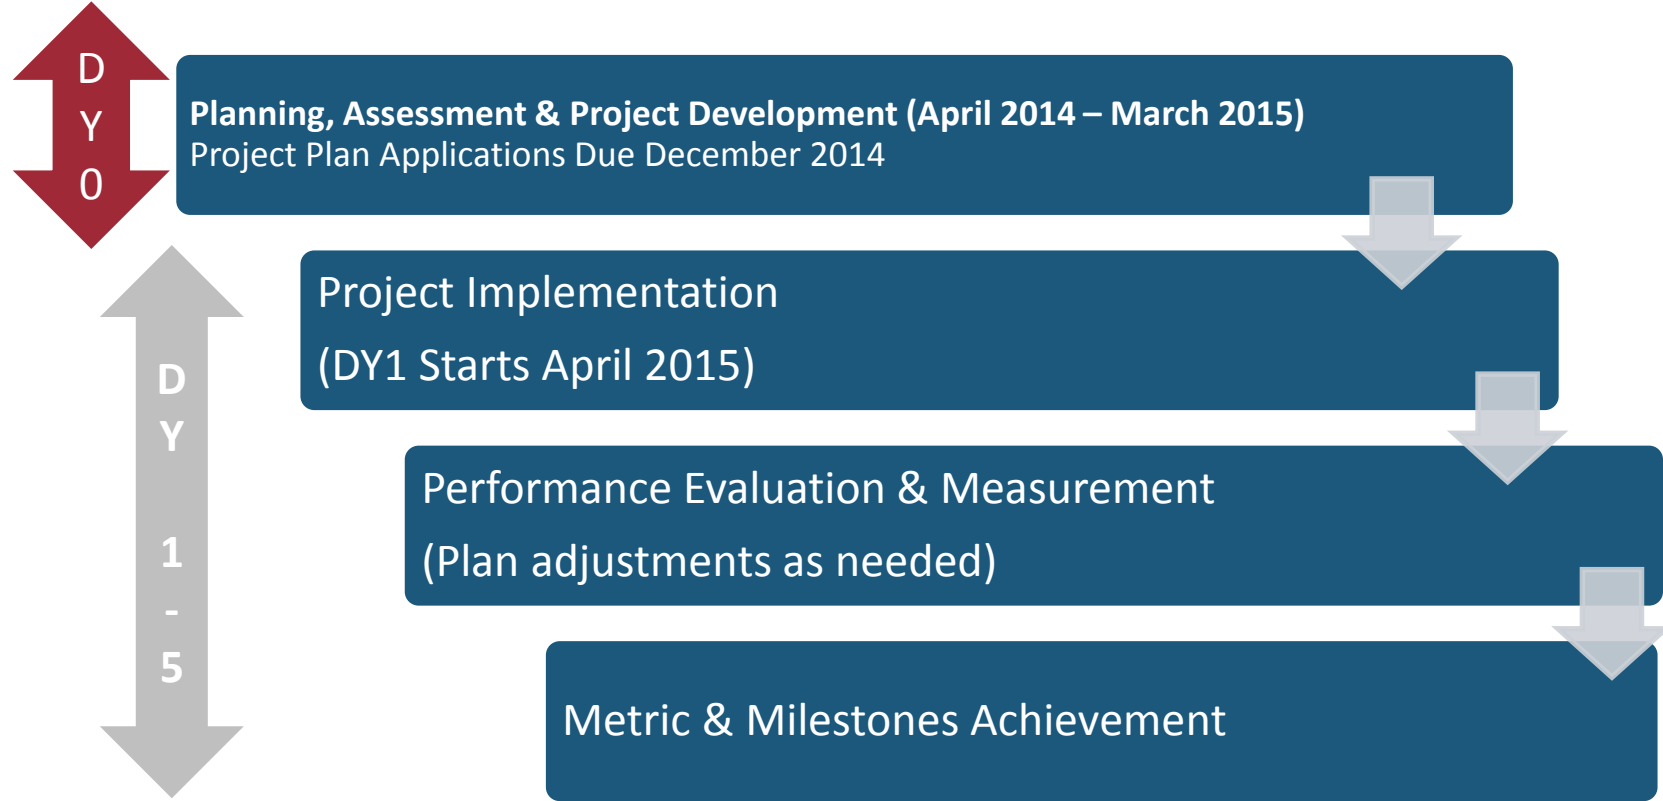 D
Y
0
Planning, Assessment & Project Development (April 2014 – March 2015)
Project Plan Applications Due December 2014
D
Y
1
-
5
Project Implementation
(DY1 Starts April 2015)
Performance Evaluation & Measurement
(Plan adjustments as needed)
Metric & Milestones Achievement